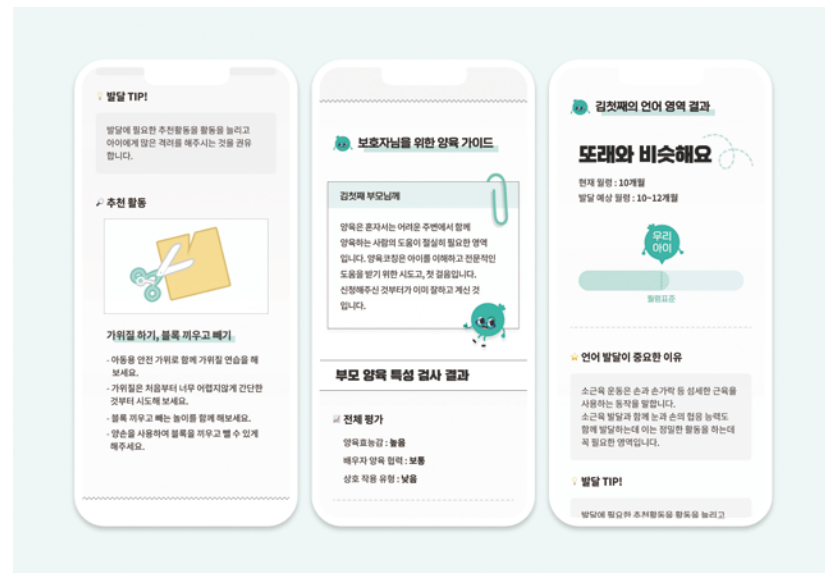 발달 TIP!
발달에 필요한 추천활동을 활동을 늘리고
아이에게 많은 격려를 해주시는 것을 권유
합니다.
추천 활동
가위질 하기, 블록 끼우고 빼기
- 아동용 안전 가위로 함께 가위질 연습을 해
보세요.
- 가위질은 처음부터 너무 어렵지않게 간단한
것부터 시도해 보세요.
- 블록 끼우고 빼는 놀이를 함께 해보세요.
- 양손을 사용하여 블록을 끼우고 뺄 수 있게
해주세요.
보호자님을 위한 양육 가이드
김첫째 부모님께
양육은 혼자서는 어려운 주변에서 함께
양육하는 사람의 도움이 절실히 필요한 영역
입니다. 양육코칭은 아이를 이해하고 전문적인
도움을 받기 위한 시도고, 첫 걸음입니다.
신청해주신 것부터가 이미 잘하고 계신 것
입니다.
부모 양육 특성 검사 결과
전체 평가
양육효능감 : 높음
배우자 양육 협력 : 보통
상호 작용 유형 : 낮음
김첫째의 언어 영역 결과
또래와 비슷해요
현재 월령 : 10개월
발달 예상 월령 : 10~12개월
우리
아이
월령표준
언어 발달이 중요한 이유
소근육 운동은 손과 손가락 등 섬세한 근육을
사용하는 동작을 말합니다.
소근육 발달과 함께 눈과 손의 협응 능력도
함께 발달하는데 이는 정밀한 활동을 하는데
꼭 필요한 영역입니다.
발달 TIP!
발달에 필요한 추천활동을 활동을 늘리고